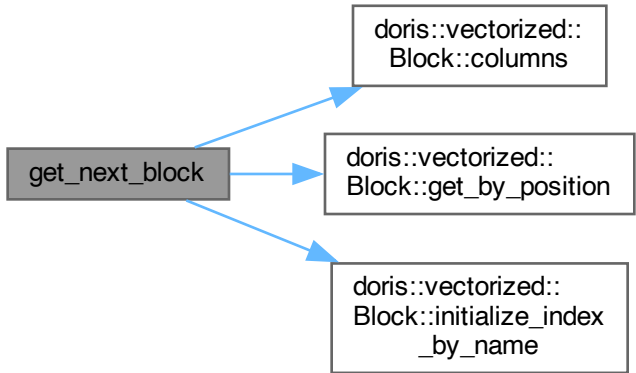 get_next_block
doris::vectorized::
Block::columns
doris::vectorized::
Block::get_by_position
doris::vectorized::
Block::initialize_index
_by_name